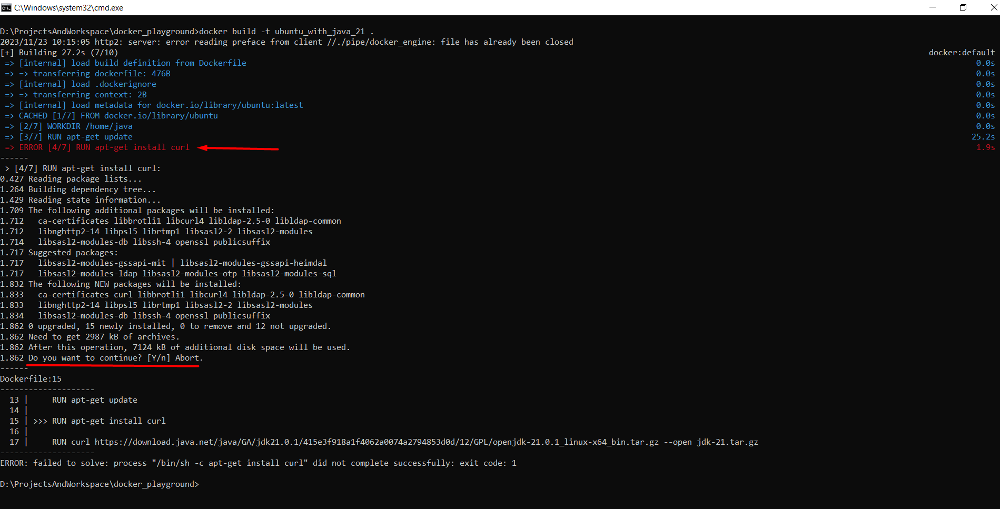 C:\Windows\system32\cmd.exe
D:\ProjectsAndWorkspace\docker_playground>docker build -t ubuntu_with_java_21 .
2023/11/23 10:15:05 http2: server: error reading preface from client //./pipe/docker_engine: file has already been closed
[+] Building 27.2s (7/10) docker:default
=> [internal] load build definition from Dockerfile 0.0s
=> => transferring dockerfile: 476B 0.0s
=> [internal] load .dockerignore 0.0s
=> => transferring context: 2B 0.0s
=> [internal] load metadata for docker.io/library/ubuntu:latest 0.0s
=> CACHED [1/7] FROM docker.io/library/ubuntu 0.0s
=> [2/7] WORKDIR /home/java 0.0s
=> [3/7] RUN apt-get update 25.2s
=> ERROR [4/7] RUN apt-get install curl 1.9s
------
> [4/7] RUN apt-get install curl:
0.427 Reading package lists...
1.264 Building dependency tree...
1.429 Reading state information...
1.709 The following additional packages will be installed:
1.712   ca-certificates libbrotli1 libcurl4 libldap-2.5-0 libldap-common
1.712   libnghttp2-14 libpsl5 librtmp1 libsasl2-2 libsasl2-modules
1.714   libsasl2-modules-db libssh-4 openssl publicsuffix
1.717 Suggested packages:
1.717   libsasl2-modules-gssapi-mit | libsasl2-modules-gssapi-heimdal
1.717   libsasl2-modules-ldap libsasl2-modules-otp libsasl2-modules-sql
1.832 The following NEW packages will be installed:
1.833   ca-certificates curl libbrotli1 libcurl4 libldap-2.5-0 libldap-common
1.833   libnghttp2-14 libpsl5 librtmp1 libsasl2-2 libsasl2-modules
1.834   libsasl2-modules-db libssh-4 openssl publicsuffix
1.862 0 upgraded, 15 newly installed, 0 to remove and 12 not upgraded.
1.862 Need to get 2987 kB of archives.
1.862 After this operation, 7124 kB of additional disk space will be used.
1.862 Do you want to continue? [Y/n] Abort.
------
Dockerfile:15
--------------------
13 |     RUN apt-get update
14 |
15 | >>> RUN apt-get install curl
16 |
17 |     RUN curl https://download.java.net/java/GA/jdk21.0.1/415e3f918a1f4062a0074a2794853d0d/12/GPL/openjdk-21.0.1_linux-x64_bin.tar.gz --open jdk-21.tar.gz
--------------------
ERROR: failed to solve: process "/bin/sh -c apt-get install curl" did not complete successfully: exit code: 1
D:\ProjectsAndWorkspace\docker_playground>